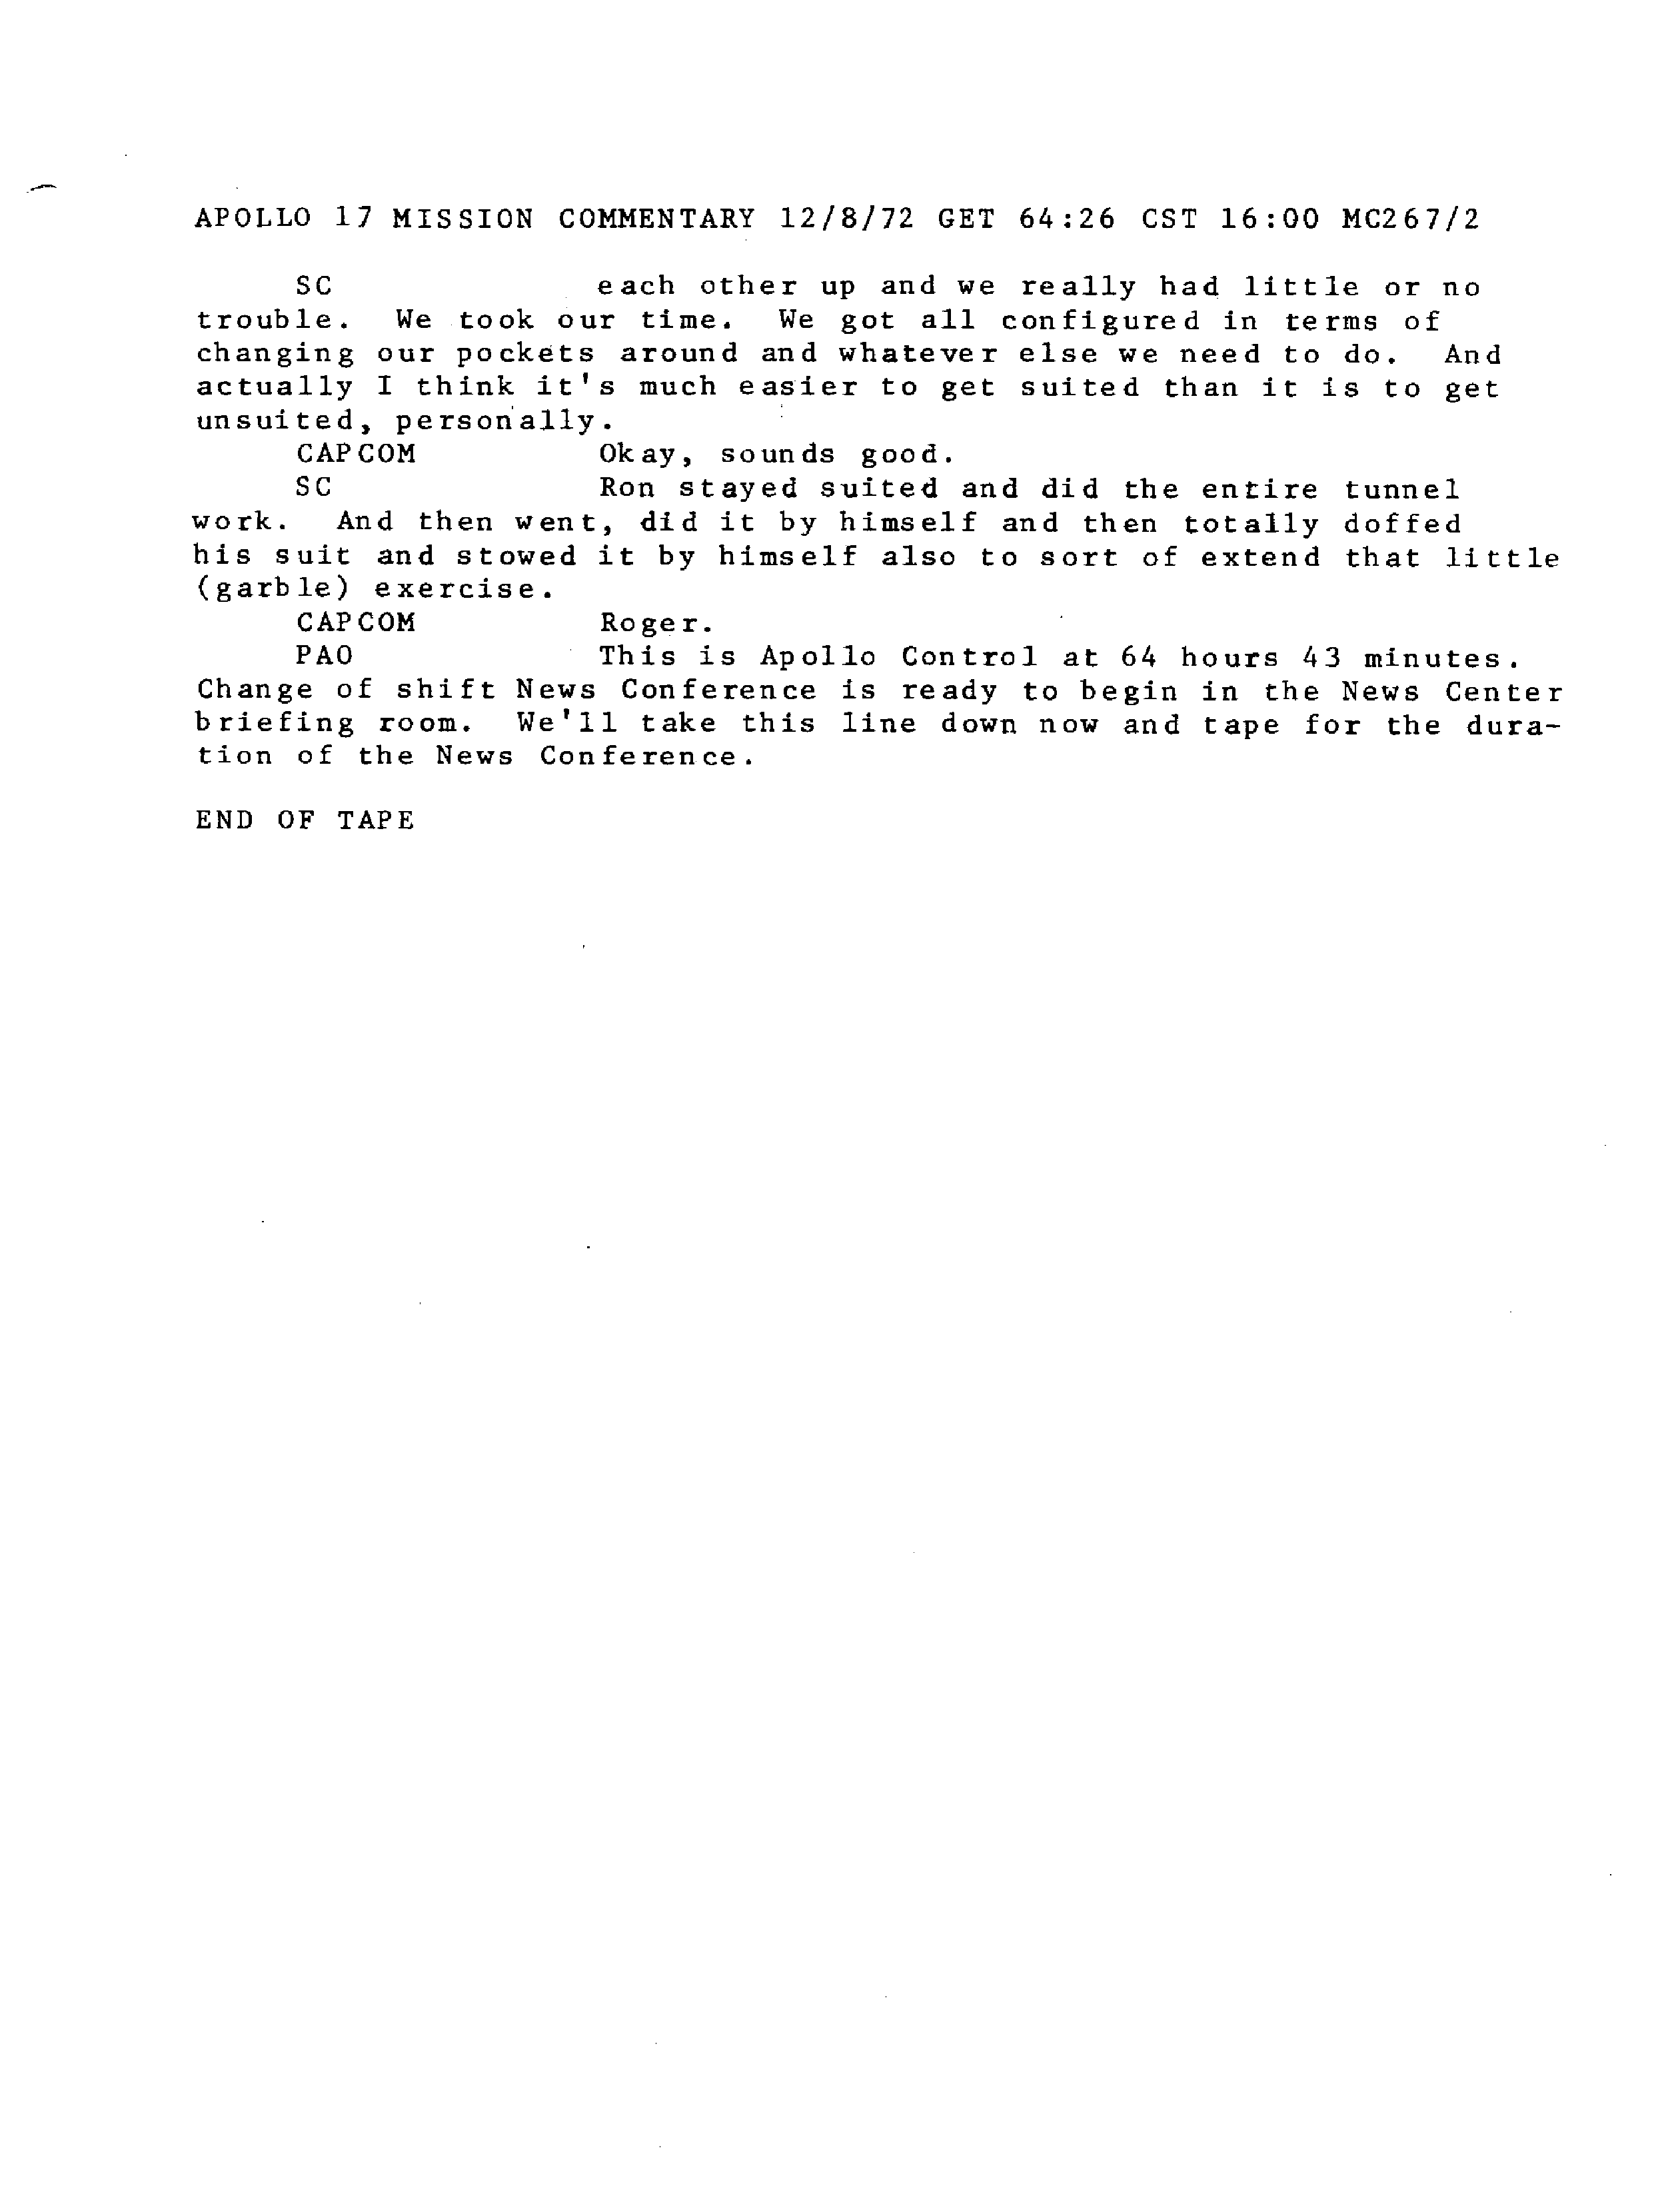 APOLLO 17 MISSION COMMENTARY 12/8/72 GET 64:26 CST 16:00 MC267/2
SC each other up and we really had little or no
trouble. We took our time. We got all configured in terms of
changing our pockets around and whatever else we need to do. And
actually I think it's much easier to get suited than it is to get
unsuited, personally.
CAPCOM Okay, sounds good.
SC Ron stayed suited and did the entire tunnel
work. And then went, did it by himself and then totally doffed
his suit and stowed it by himself also to sort of extend that little
(garble) exercise.
CAPCOM Roger.
PAO This is Apollo Control at 64 hours 43 minutes.
Change of shift News Conference is ready to begin in the News Center
briefing room. We'll take this line down now and tape for the dura-
tion of the News Conference.
END OF TAPE